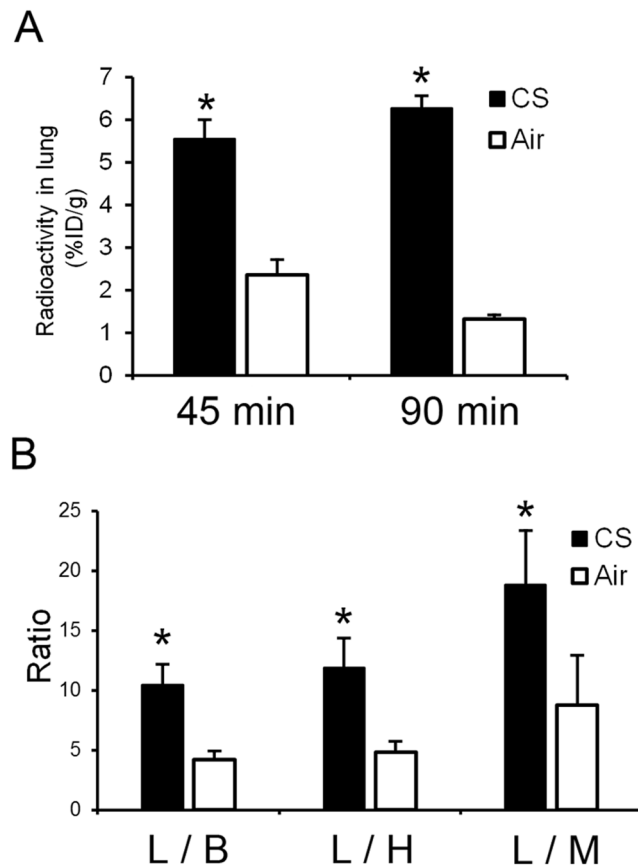 A
Radioactivity in lung
(%ID/g)
7
6
5
4
3
2
1
0
*
*
CS
Air
45 min
90 min
B
Ratio
25
20
15
10
5
0
*
*
*
CS
Air
L / B
L / H
L / M